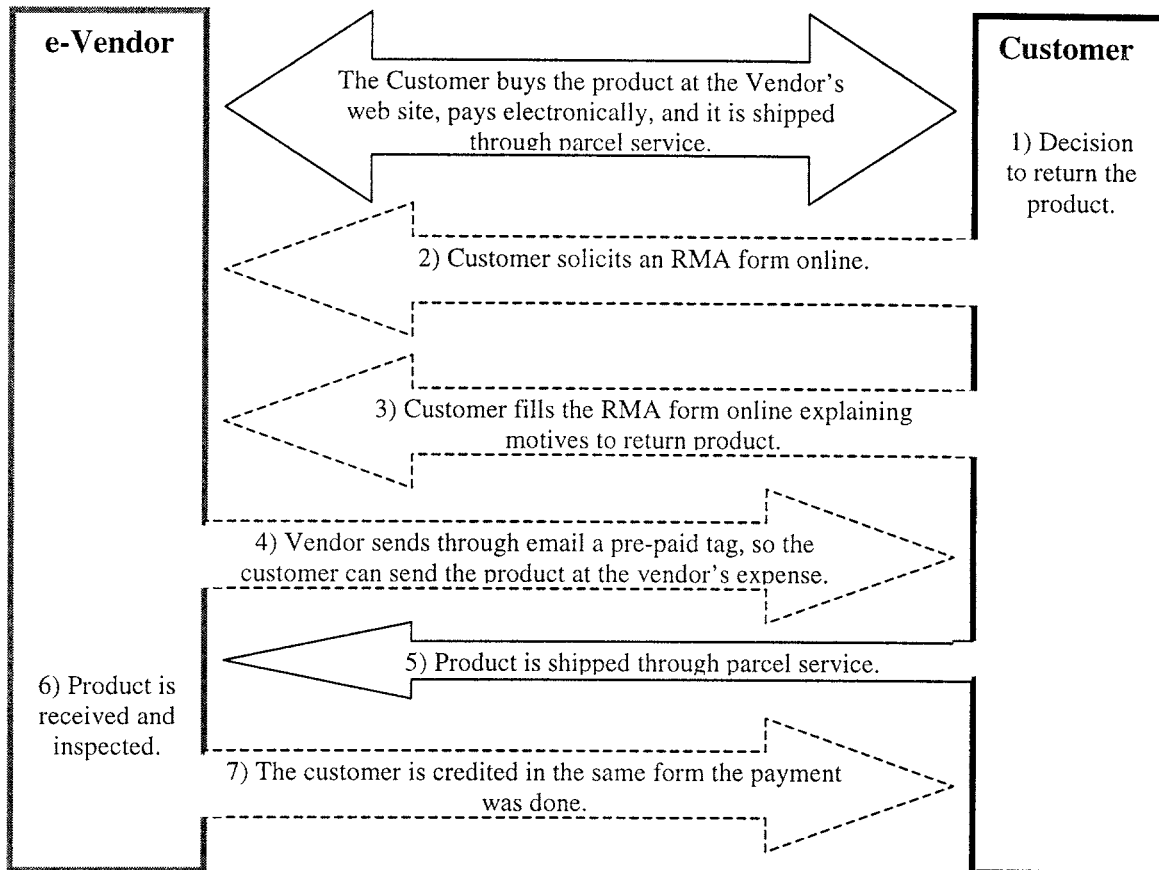 e-Vendor
Customer
The Customer buys the product at the Vendor's
web site, pays electronically, and it is shipped
through parcel service.
1) Decision
to return the
product.
2) Customer solicits an RMA form online.
3) Customer fills the RMA form online explaining
motives to return product.
4) Vendor sends through email a pre-paid tag, so the
customer can send the product at the vendor's expense.
5) Product is shipped through parcel service.
6) Product is
received and
inspected.
7) The customer is credited in the same form the payment
was done.